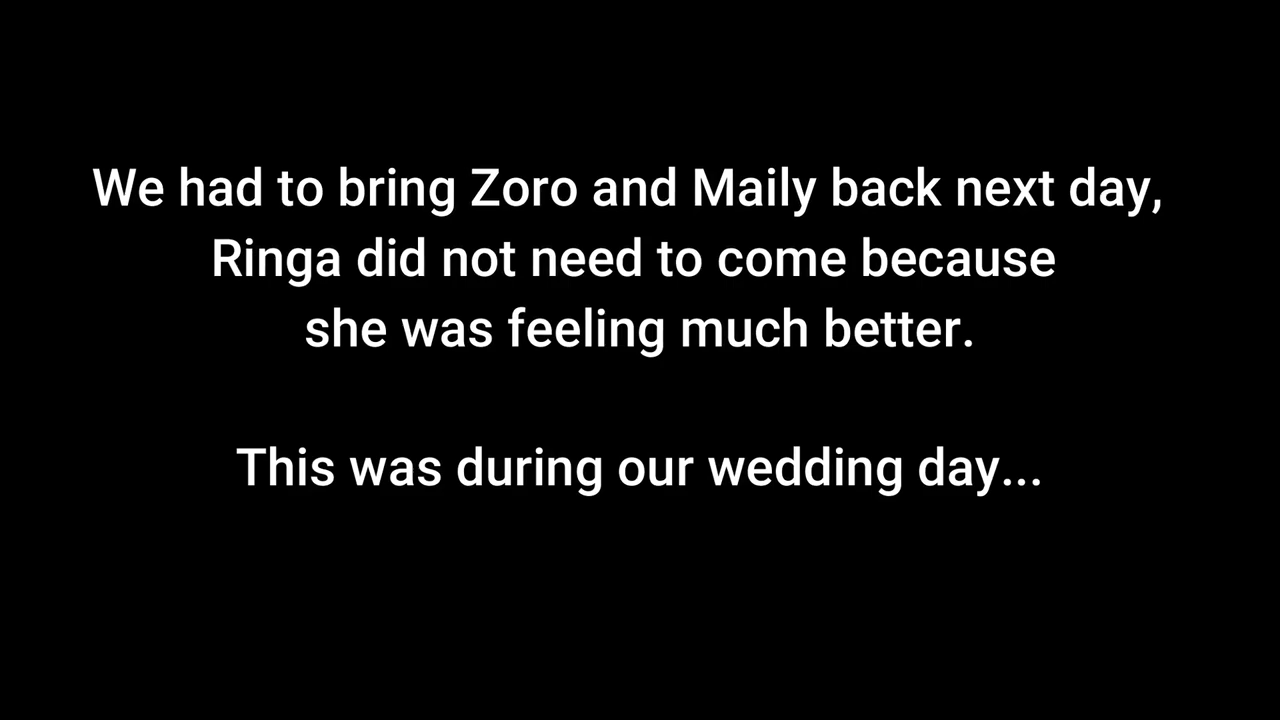 We had to bring Zoro and Maily back next day,
Ringa did not need to come because
she was feeling much better.
This was during our wedding day...